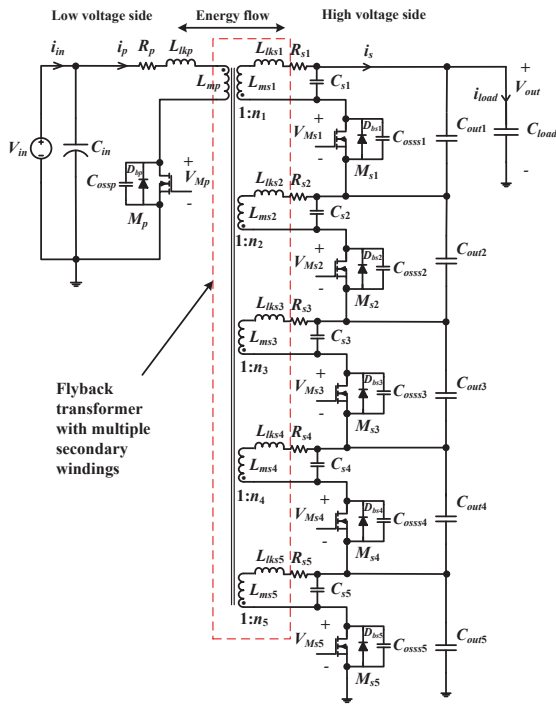 Low voltage side
Energy flow
High voltage side
i_in
i_p
R_p
L_lkp
L_mp
V_in
C_in
C_ossp
D_bp
M_p
+
V_Mp
-
Flyback
transformer
with multiple
secondary
windings
L_lks1
R_s1
i_s
L_ms1
C_s1
1:n_1
+
V_Ms1
-
D_bs1
C_osss1
M_s1
C_out1
i_load
+
V_out
C_load
-
L_lks2
R_s2
L_ms2
C_s2
1:n_2
+
V_Ms2
-
D_bs2
C_osss2
M_s2
C_out2
L_lks3
R_s3
L_ms3
C_s3
1:n_3
+
V_Ms3
-
D_bs3
C_osss3
M_s3
C_out3
L_lks4
R_s4
L_ms4
C_s4
1:n_4
+
V_Ms4
-
D_bs4
C_osss4
M_s4
C_out4
L_lks5
R_s5
L_ms5
C_s5
1:n_5
+
V_Ms5
-
D_bs5
C_osss5
M_s5
C_out5